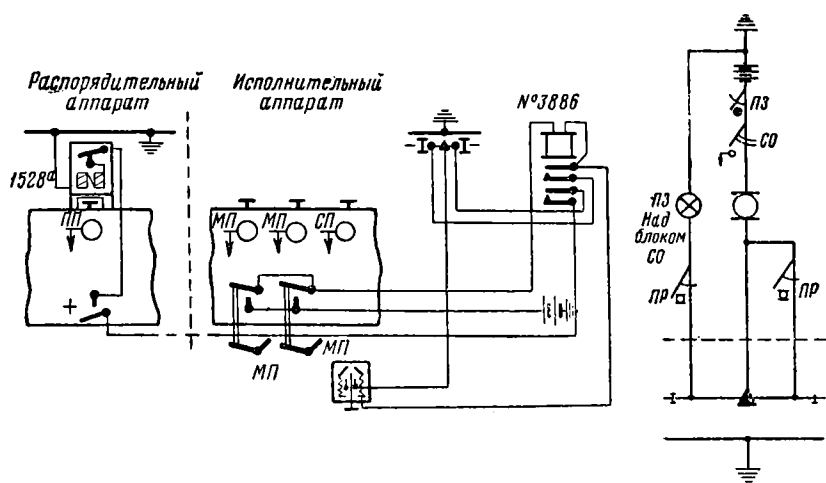 Распорядительный
аппарат
Исполнительный
аппарат
№3886
1528а
ПП
МП
МП
СП
+
МП
МП
-I
I-
ПЗ
СО
ПЗ
Над
блоком
СО
ПР
ПР
I
I